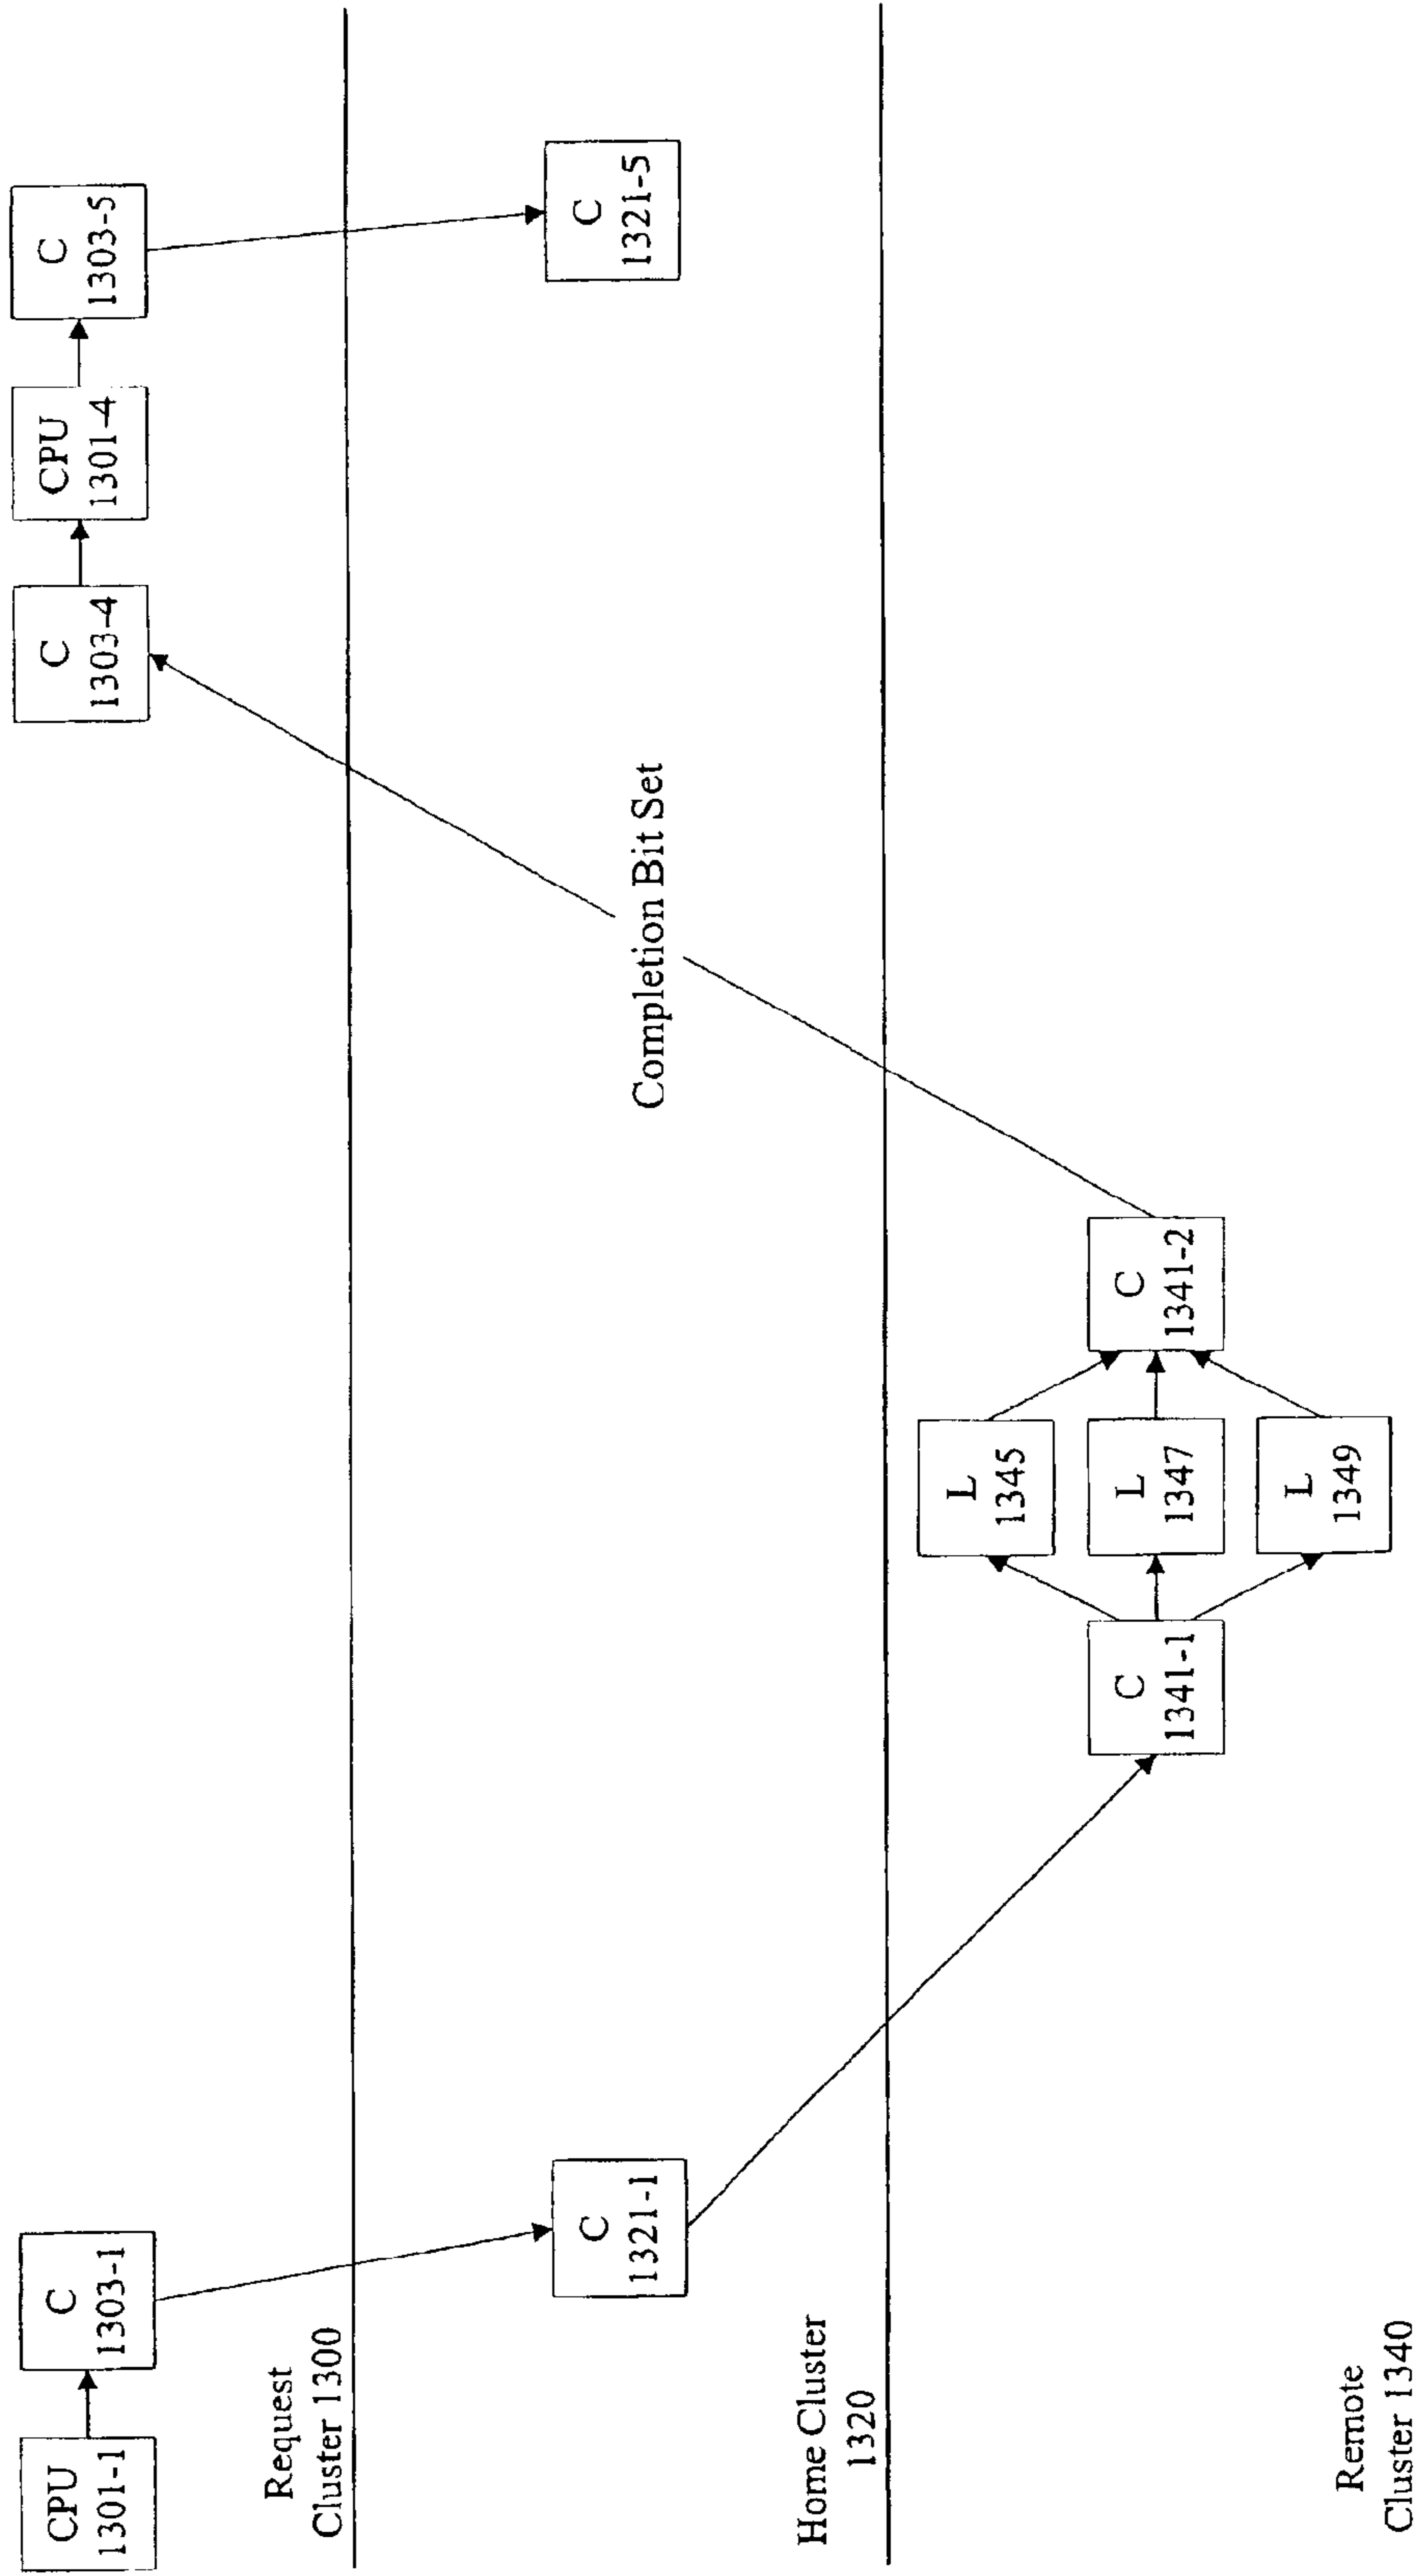 CPU
1301-1
C
1303-1
C
1303-4
CPU
1301-4
C
1303-5
Request
Cluster 1300
C
1321-1
Completion Bit Set
C
1321-5
Home Cluster
1320
C
1341-1
L
1345
L
1347
L
1349
C
1341-2
Remote
Cluster 1340